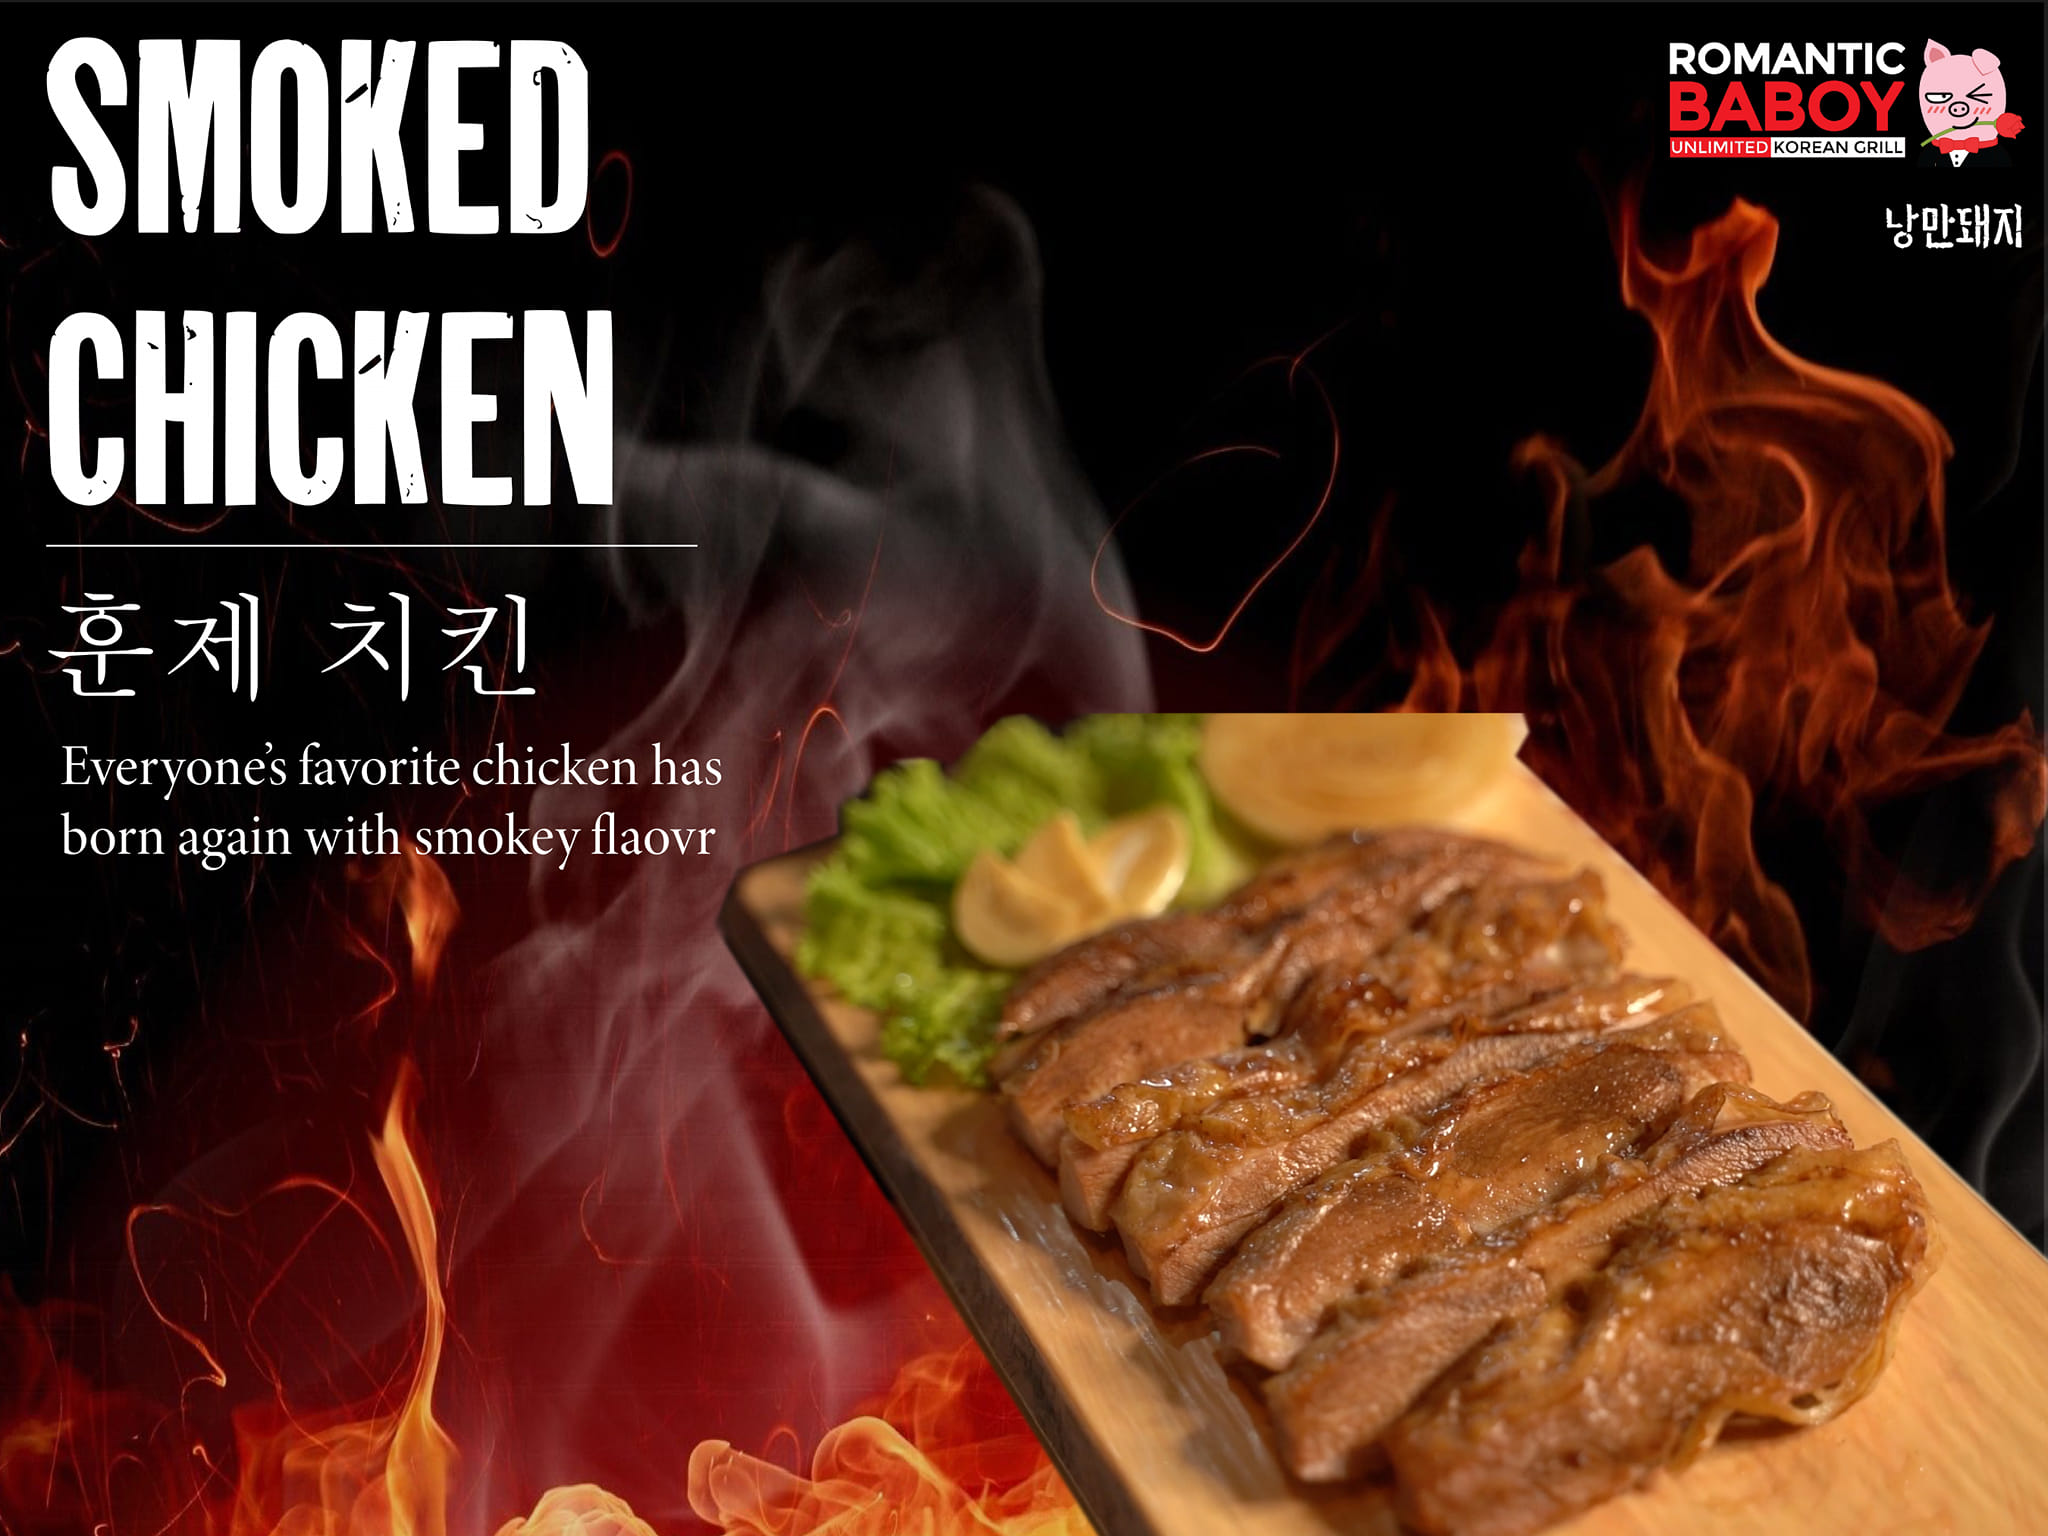 SMOKED
CHICKEN
훈제 치킨
Everyone’s favorite chicken has
born again with smokey flaovr
ROMANTIC
BABOY
UNLIMITED KOREAN GRILL
낭만돼지